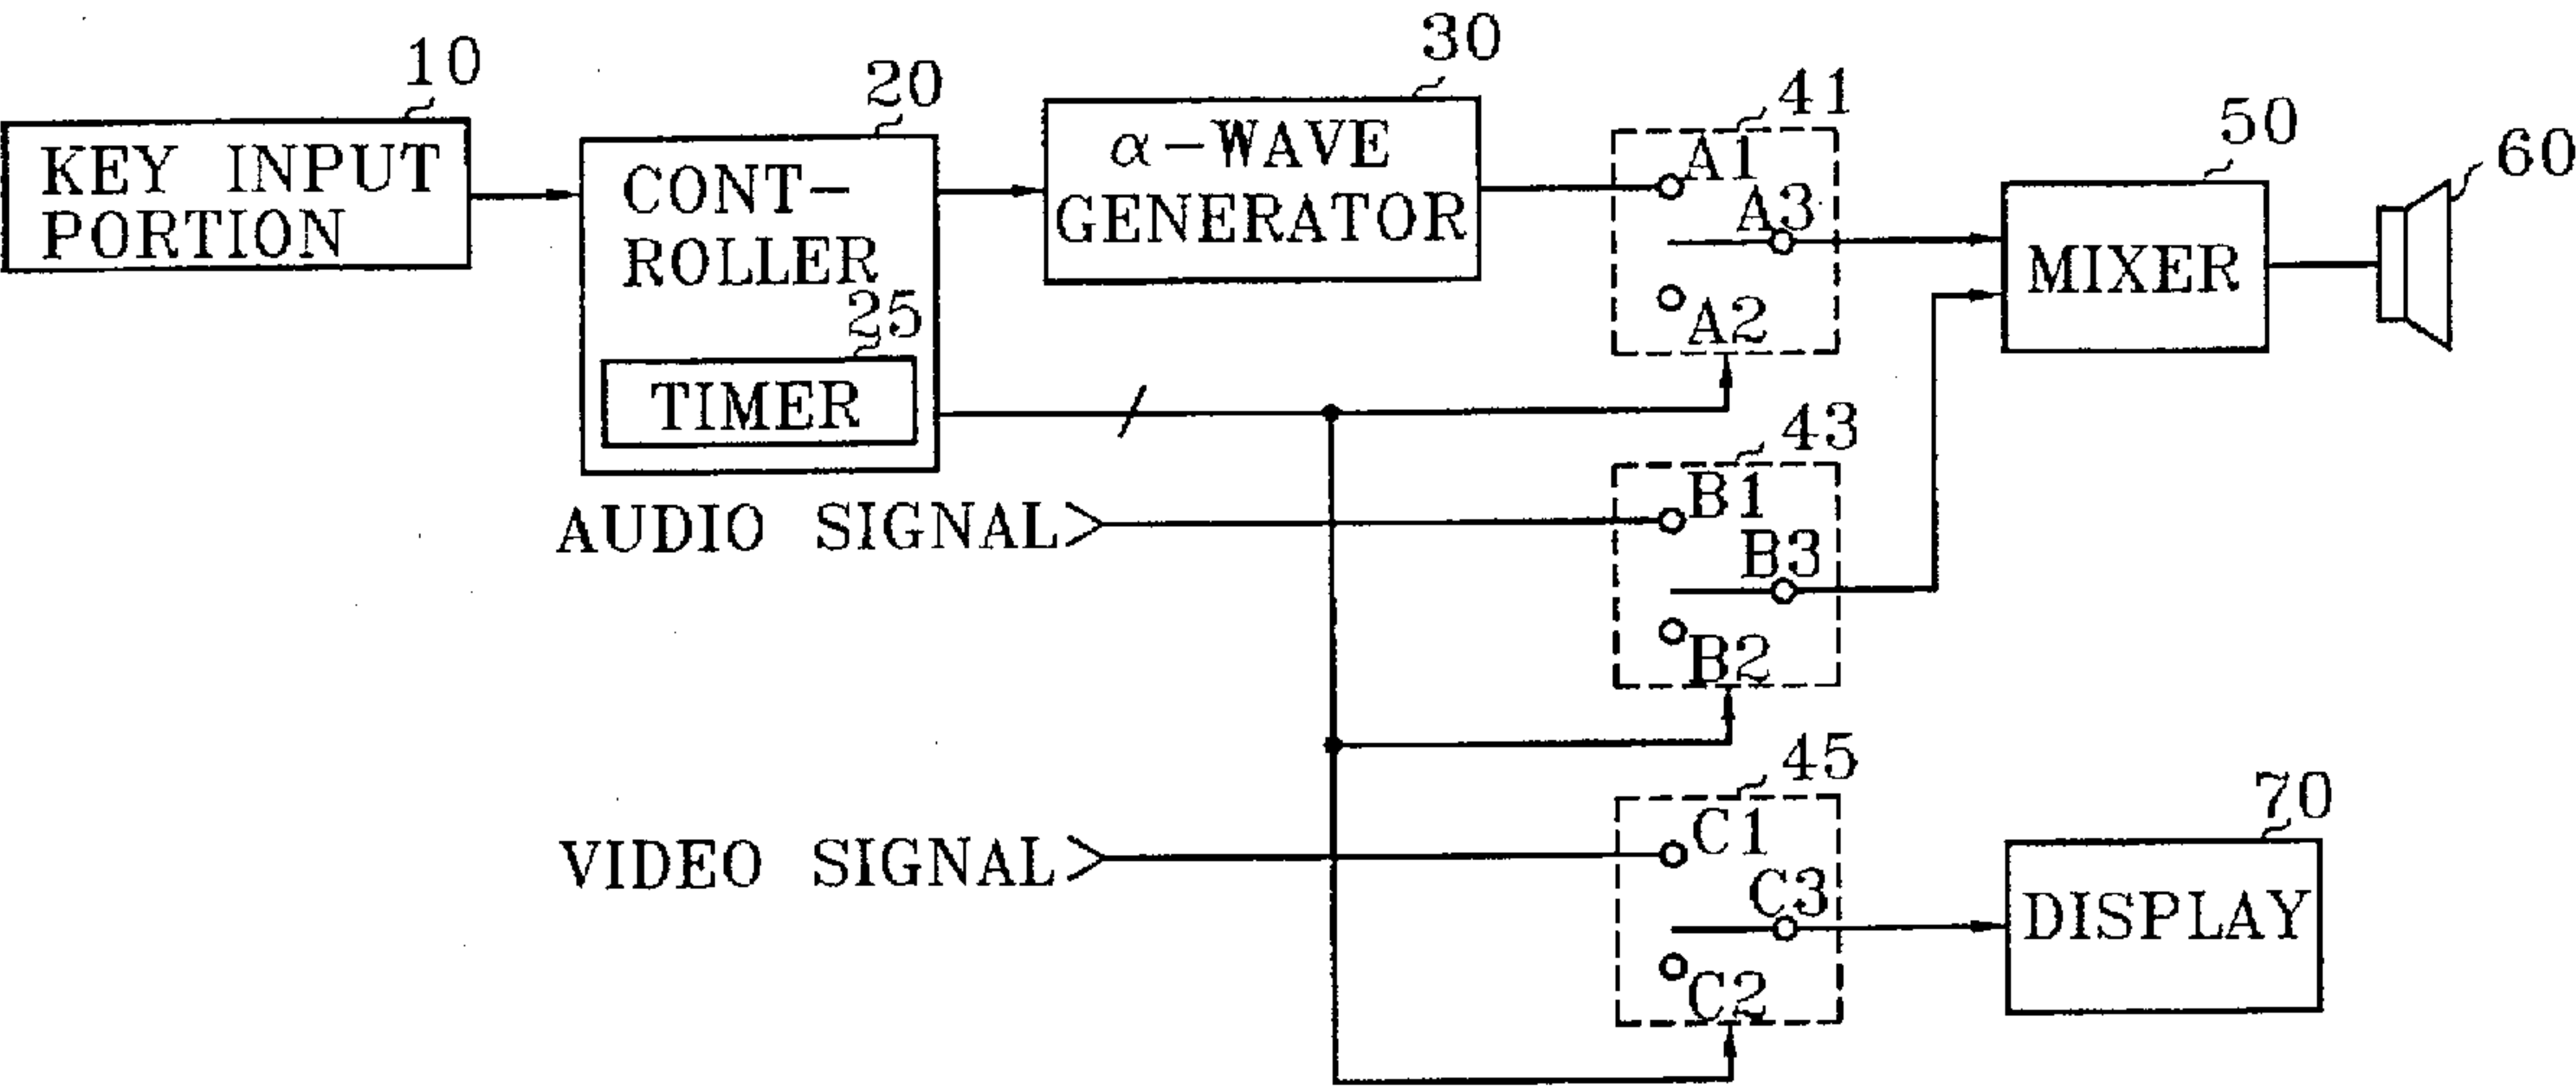 10
KEY INPUT
PORTION
20
CONT-
ROLLER
25
TIMER
30
α-WAVE
GENERATOR
41
A1
A3
A2
50
MIXER
60
AUDIO SIGNAL
43
B1
B3
B2
VIDEO SIGNAL
45
C1
C3
C2
70
DISPLAY